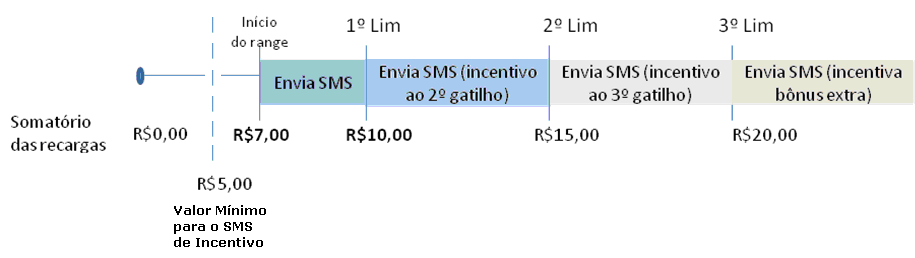 Início
do range
1º Lim
2º Lim
3º Lim
Envia SMS
Envia SMS (incentivo
ao 2º gatilho)
Envia SMS (incentivo
ao 3º gatilho)
Envia SMS (incentiva
bônus extra)
Somatório
das recargas
R$0,00
R$7,00
R$10,00
R$15,00
R$20,00
R$5,00
Valor Mínimo
para o SMS
de Incentivo